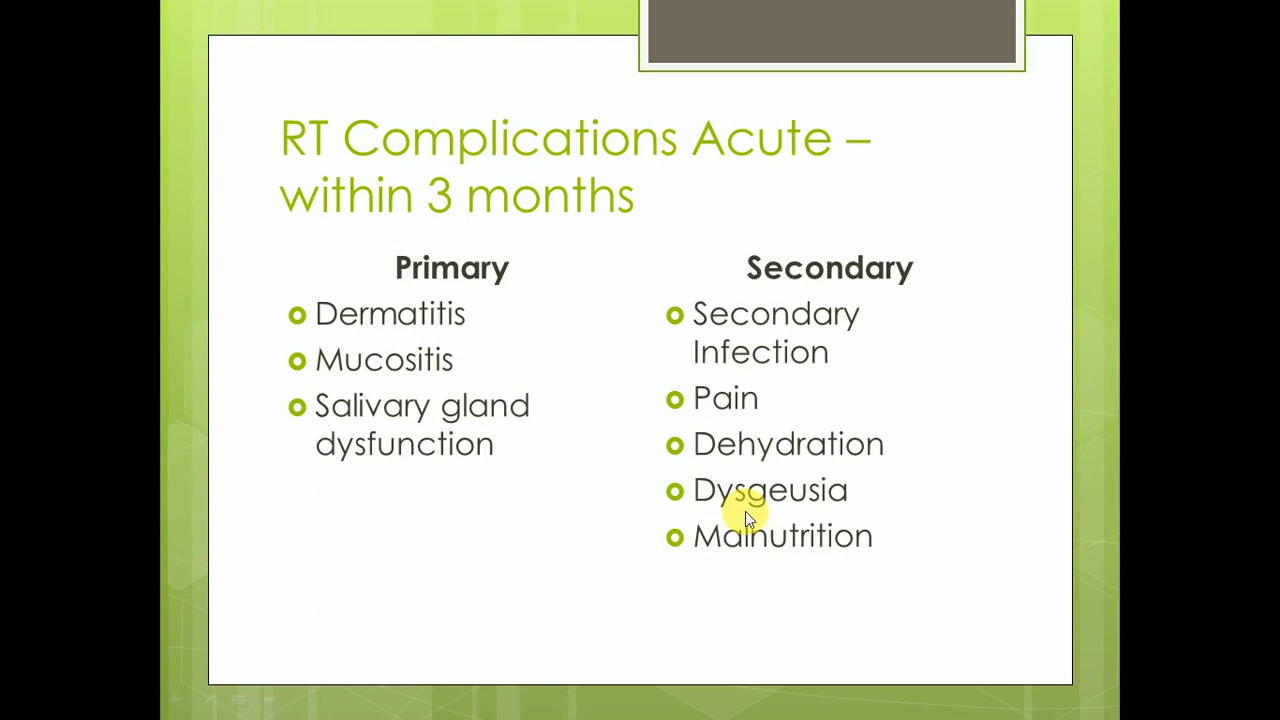 RT Complications Acute –
within 3 months
Primary
Dermatitis
Mucositis
Salivary gland
dysfunction
Secondary
Secondary
Infection
Pain
Dehydration
Dysgeusia
Malnutrition